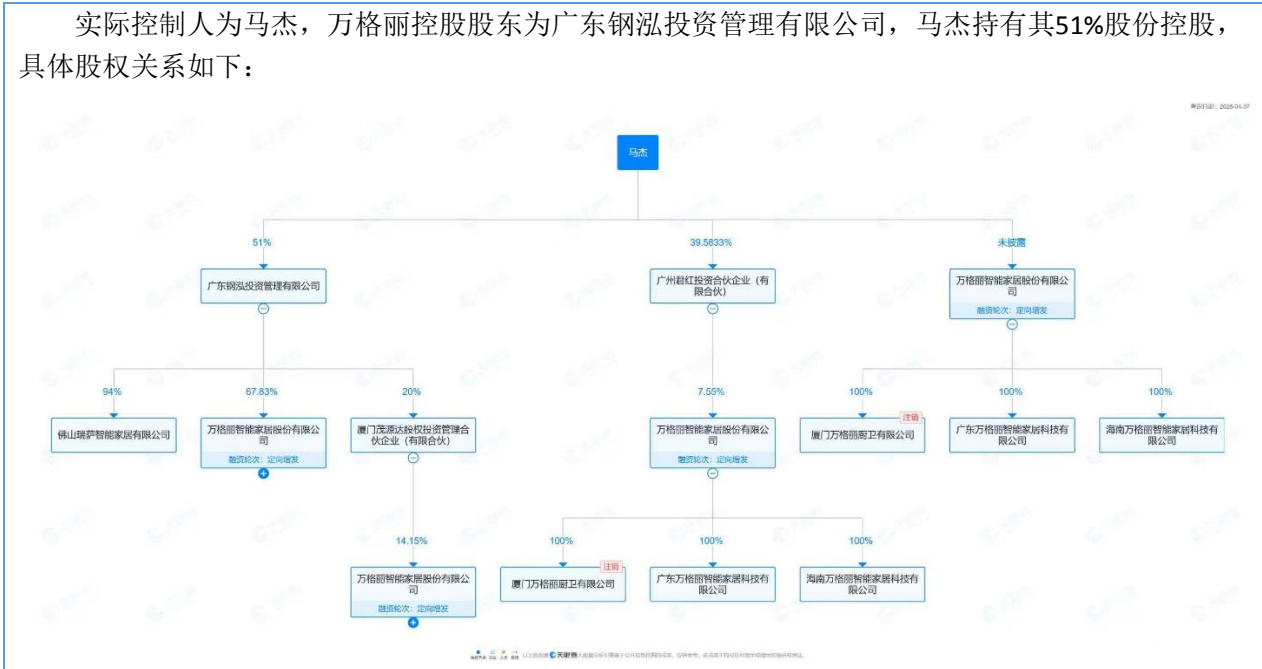 实际控制人为马杰，万格丽控股股东为广东钢泓投资管理有限公司，马杰持有其51%股份控股，
具体股权关系如下：
马杰
51%
39.5833%
未披露
广东钢泓投资管理有限公司
广州君红投资合伙企业（有
限合伙）
万格丽智能家居股份有限公
司
融资轮次：定向增发
94%
67.83%
20%
7.55%
100%
100%
100%
佛山瑞萨智能家居有限公司
万格丽智能家居股份有限公
司
融资轮次：定向增发
厦门茂源达股权投资管理合
伙企业（有限合伙）
万格丽智能家居股份有限公
司
融资轮次：定向增发
注销
厦门万格丽厨卫有限公司
广东万格丽智能家居科技有
限公司
海南万格丽智能家居科技有
限公司
14.15%
100%
100%
100%
万格丽智能家居股份有限公
司
融资轮次：定向增发
注销
厦门万格丽厨卫有限公司
广东万格丽智能家居科技有
限公司
海南万格丽智能家居科技有
限公司
天眼查